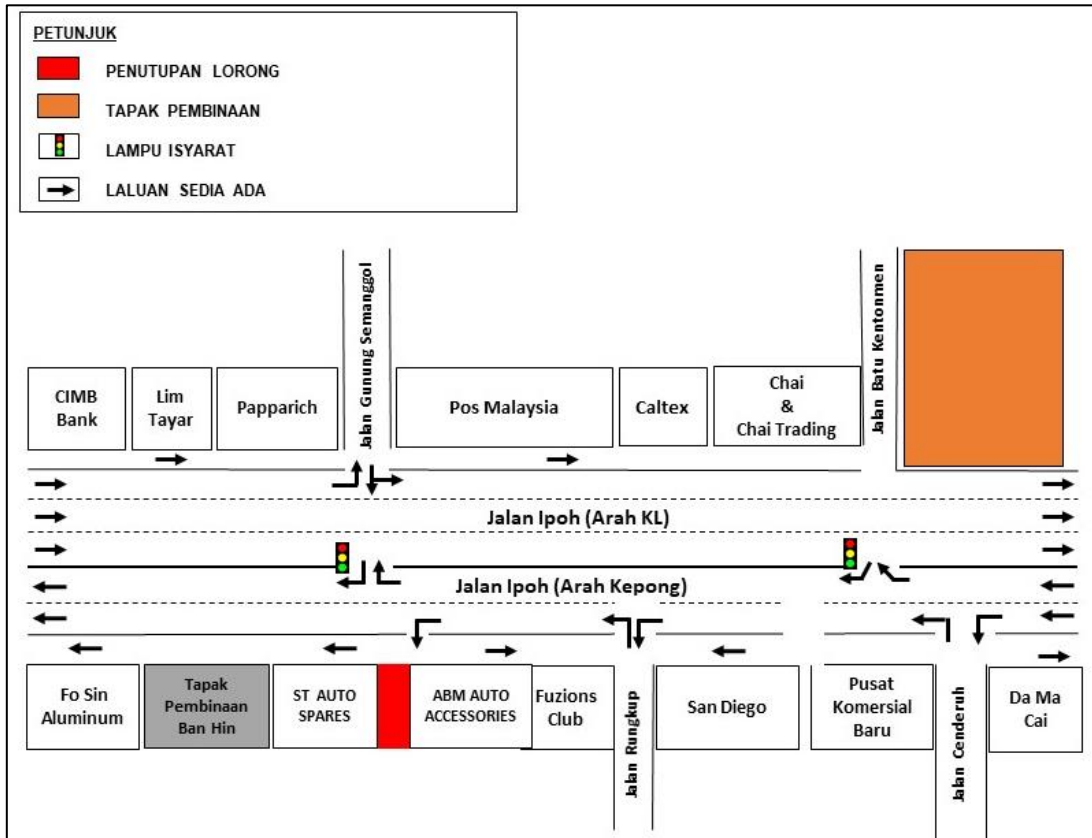 PETUNJUK
PENUTUPAN LORONG
TAPAK PEMBINAAN
LAMPU ISYARAT
LALUAN SEDIA ADA
Jalan Gunung Semanggol
Jalan Batu Kentonmen
CIMB
Bank
Lim
Tayar
Papparich
Pos Malaysia
Caltex
Chai
&
Chai Trading
Jalan Ipoh (Arah KL)
Jalan Ipoh (Arah Kepong)
Fo Sin
Aluminum
Tapak
Pembinaan
Ban Hin
ST AUTO
SPARES
ABM AUTO
ACCESSORIES
Fuzions
Club
Jalan Rungkup
San Diego
Pusat
Komersial
Baru
Jalan Cenderuh
Da Ma
Cai